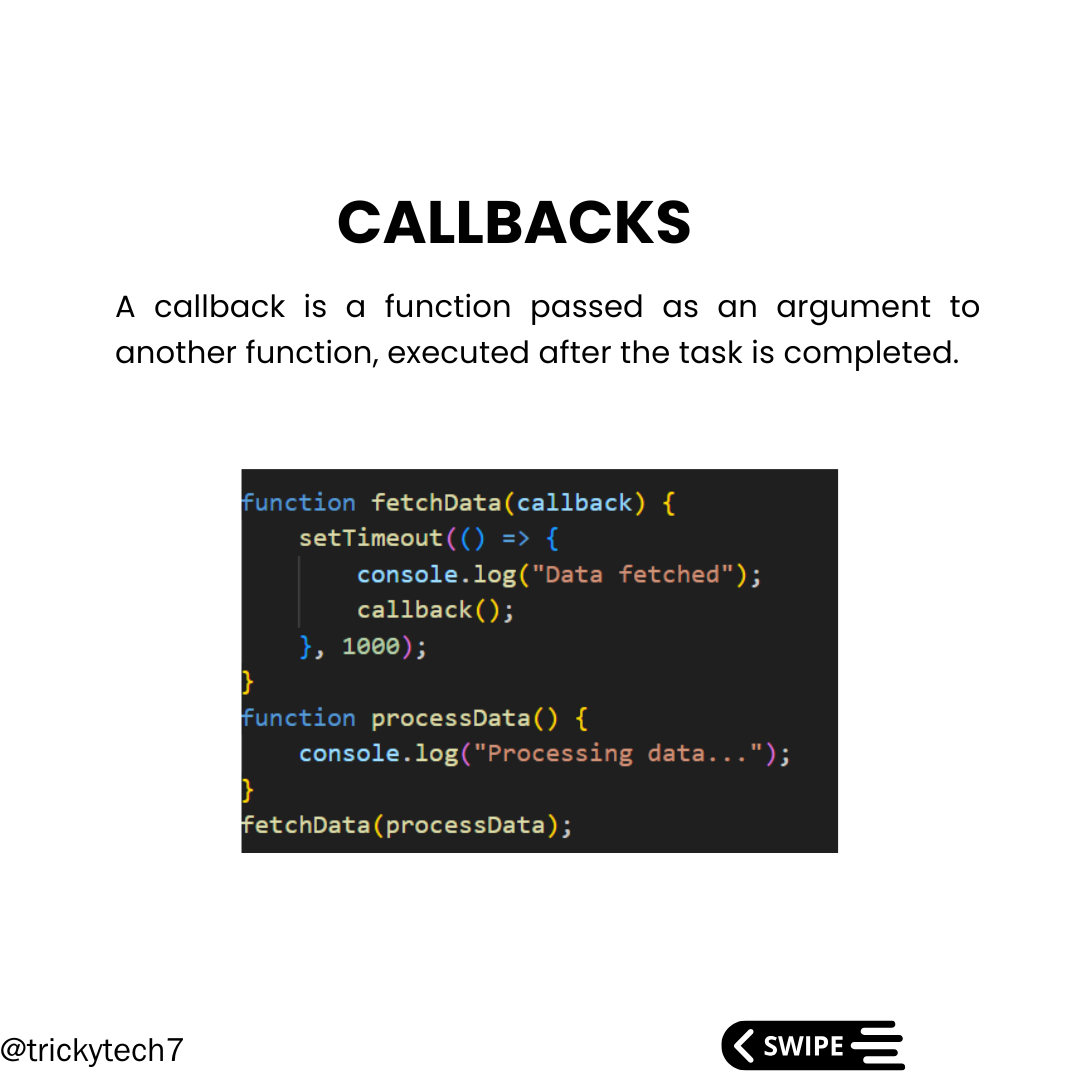 CALLBACKS
A callback is a function passed as an argument to
another function, executed after the task is completed.
function fetchData(callback) {
    setTimeout(() => {
        console.log("Data fetched");
        callback();
    }, 1000);
}
function processData() {
    console.log("Processing data...");
}
fetchData(processData);
@trickytech7
SWIPE